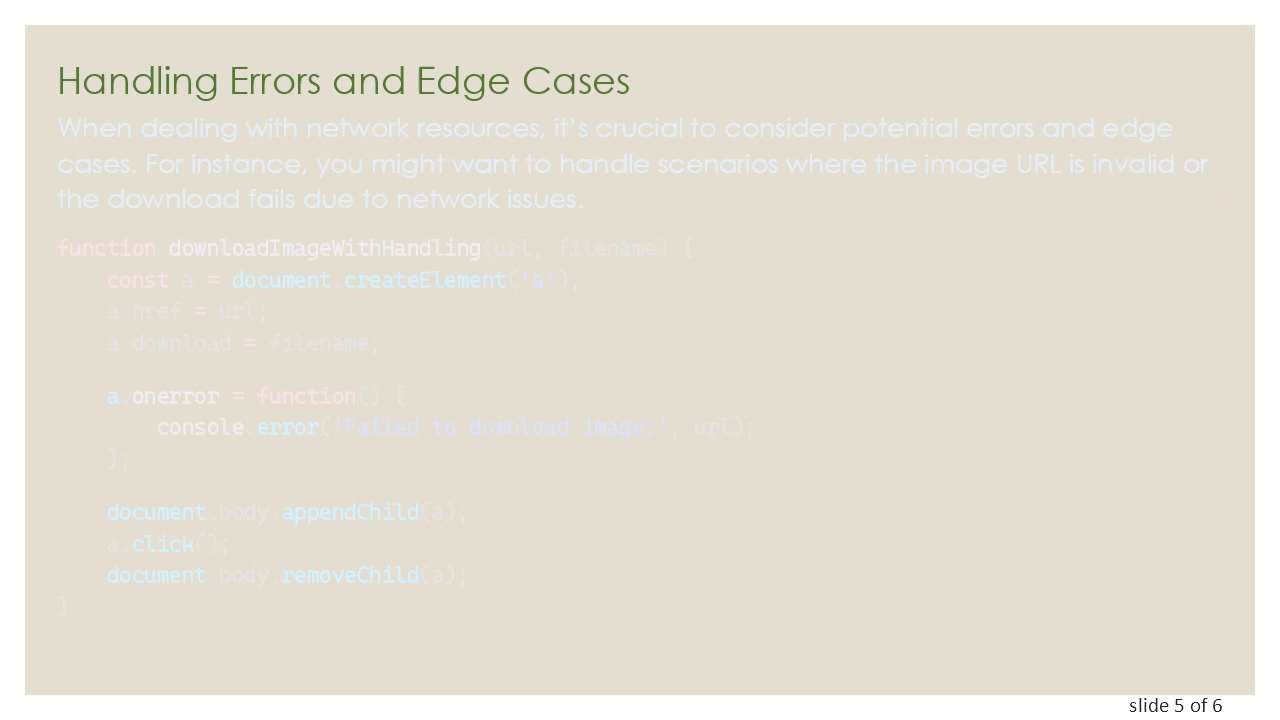 Handling Errors and Edge Cases
When dealing with network resources, it's crucial to consider potential errors and edge
cases. For instance, you might want to handle scenarios where the image URL is invalid or
the download fails due to network issues.
function downloadImageWithHandling(url, filename) {
    const a = document.createElement('a');
    a.href = url;
    a.download = filename;
    a.onerror = function() {
        console.error('Failed to download image:', url);
    };
    document.body.appendChild(a);
    a.click();
    document.body.removeChild(a);
}
slide 5 of 6